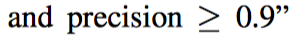 and precision ≥ 0.9”